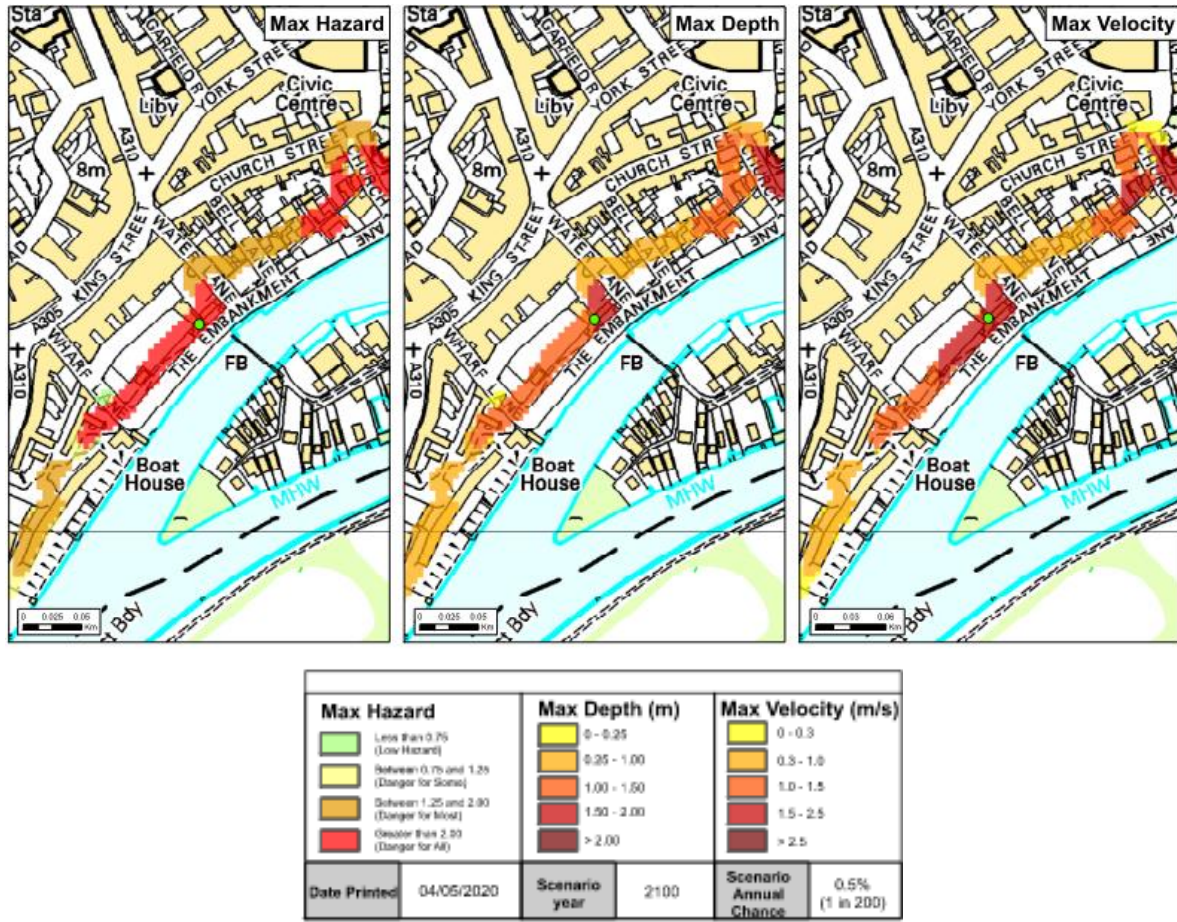 Max Hazard
Sta
GARFIELD
YORK STREET
Liby
Civic
Centre
A310
8m
CHURCH STREET
CHURCH
KING STREET
WATER
BELL
LANE
LANE
THE EMBANKMENT
A305
WHARF
A310
FB
Boat
House
MHW
t Bdy
0 0.025 0.05
Km
Max Depth
Sta
GARFIELD
YORK STREET
Liby
Civic
Centre
A310
8m
CHURCH STREET
CHURCH
KING STREET
WATER
BELL
LANE
LANE
THE EMBANKMENT
A305
WHARF
A310
FB
Boat
House
MHW
t Bdy
0 0.025 0.05
Km
Max Velocity
Sta
GARFIELD
YORK STREET
Liby
Civic
Centre
A310
8m
CHURCH STREET
CHURCH
KING STREET
WATER
BELL
LANE
LANE
THE EMBANKMENT
A305
WHARF
A310
FB
Boat
House
MHW
t Bdy
0 0.03 0.06
Km
Max Hazard
Less than 0.75
(Low Hazard)
Between 0.75 and 1.25
(Danger for Some)
Between 1.25 and 2.00
(Danger for Most)
Greater than 2.00
(Danger for All)
Max Depth (m)
0 - 0.25
0.25 - 1.00
1.00 - 1.50
1.50 - 2.00
> 2.00
Max Velocity (m/s)
0 - 0.3
0.3 - 1.0
1.0 - 1.5
1.5 - 2.5
> 2.5
Date Printed
04/05/2020
Scenario
year
2100
Scenario
Annual
Chance
0.5%
(1 in 200)